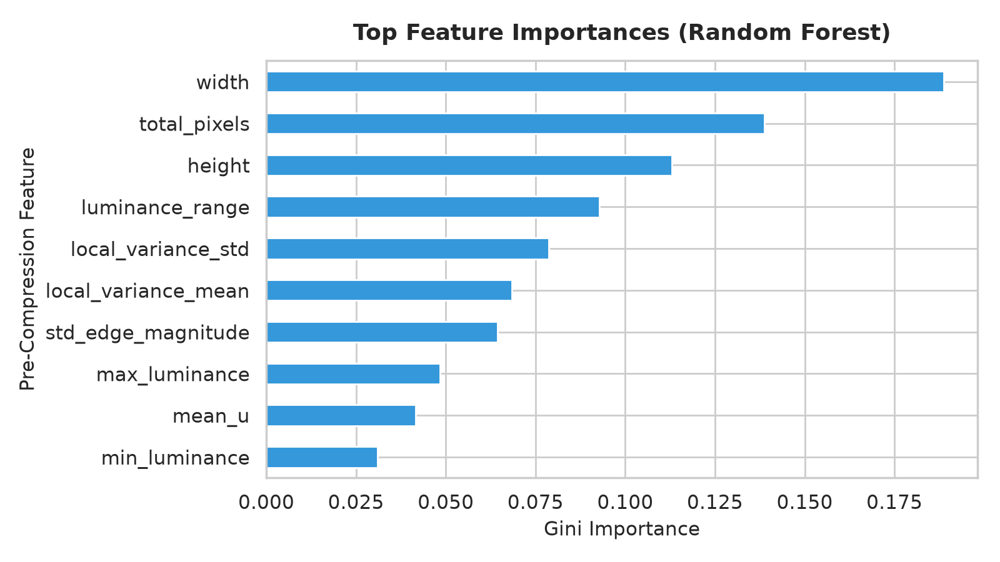 Top Feature Importances (Random Forest)
Pre-Compression Feature
width
total_pixels
height
luminance_range
local_variance_std
local_variance_mean
std_edge_magnitude
max_luminance
mean_u
min_luminance
0.000 0.025 0.050 0.075 0.100 0.125 0.150 0.175
Gini Importance